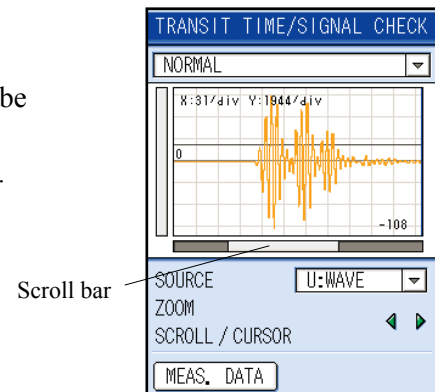 TRANSIT TIME/SIGNAL CHECK
be
NORMAL
X:31/div Y:1944/div
0
-108
Scroll bar
SOURCE U:WAVE
ZOOM
SCROLL / CURSOR
MEAS. DATA